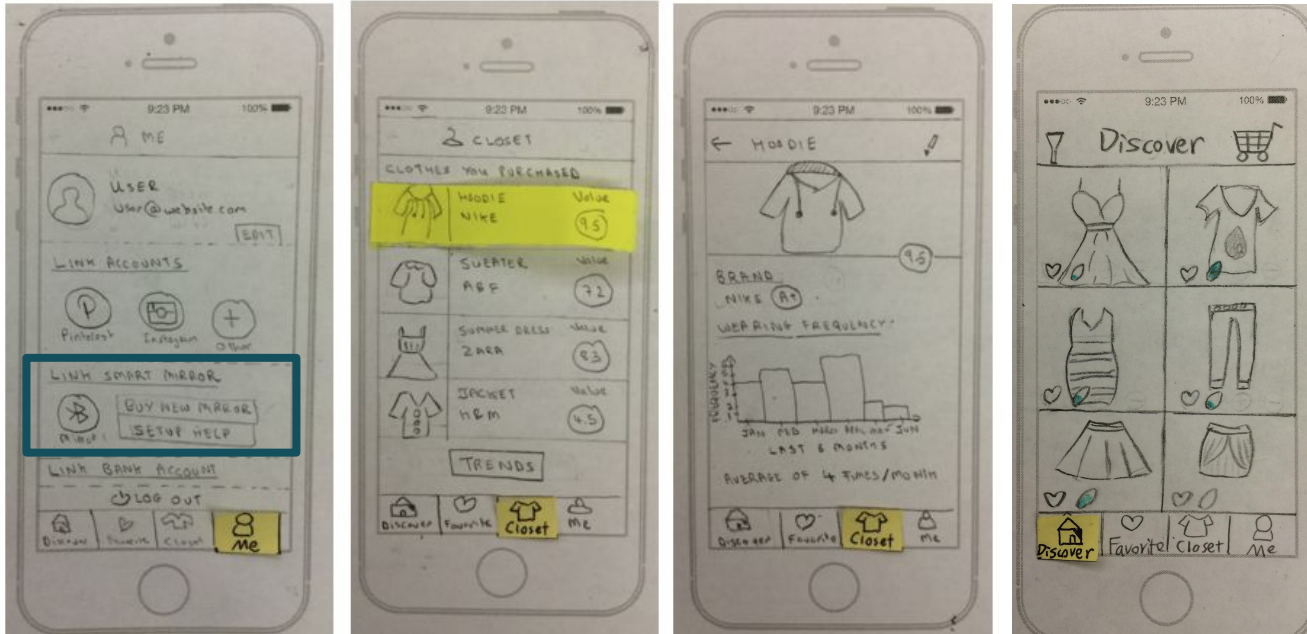 9:23 PM 100%
ME
USER
user@website.com
EDIT
LINK ACCOUNTS
P
Pinterest Instagram Other
LINK SMART MIRROR
BUY NEW MIRROR
SETUP HELP
LINK BANK ACCOUNT
LOG OUT
Discover Favorite Closet Me
9:23 PM 100%
CLOSET
CLOTHES YOU PURCHASED
HOODIE Value
NIKE 9.5
SWEATER Value
A&F 7.2
SUMMER DRESS Value
ZARA 8.3
JACKET Value
H&M 4.5
TRENDS
Discover Favorite Closet Me
9:23 PM 100%
HOODIE
9.5
BRAND
NIKE A+
WEARING FREQUENCY
FREQUENCY
JAN FEB MARCH APRIL MAY JUN
LAST 6 MONTHS
AVERAGE OF 4 TIMES/MONTH
Discover Favorite Closet Me
9:23 PM 100%
Discover
Discover Favorite Closet Me